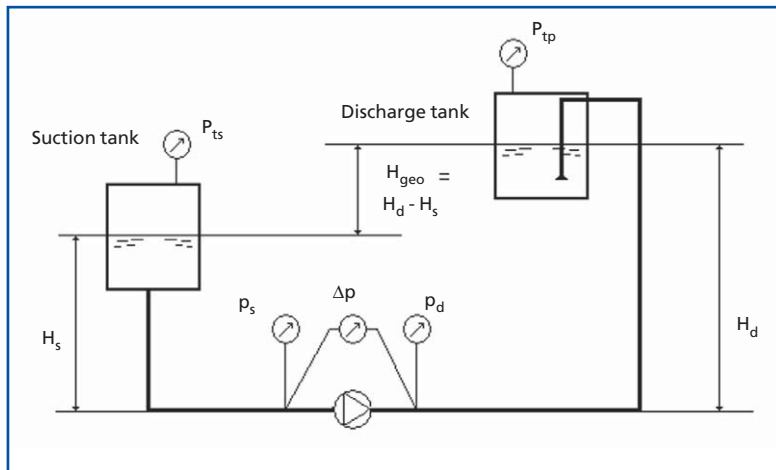 P_tp
Discharge tank
P_ts
Suction tank
H_geo =
H_d - H_s
p_s
Δp
p_d
H_s
H_d